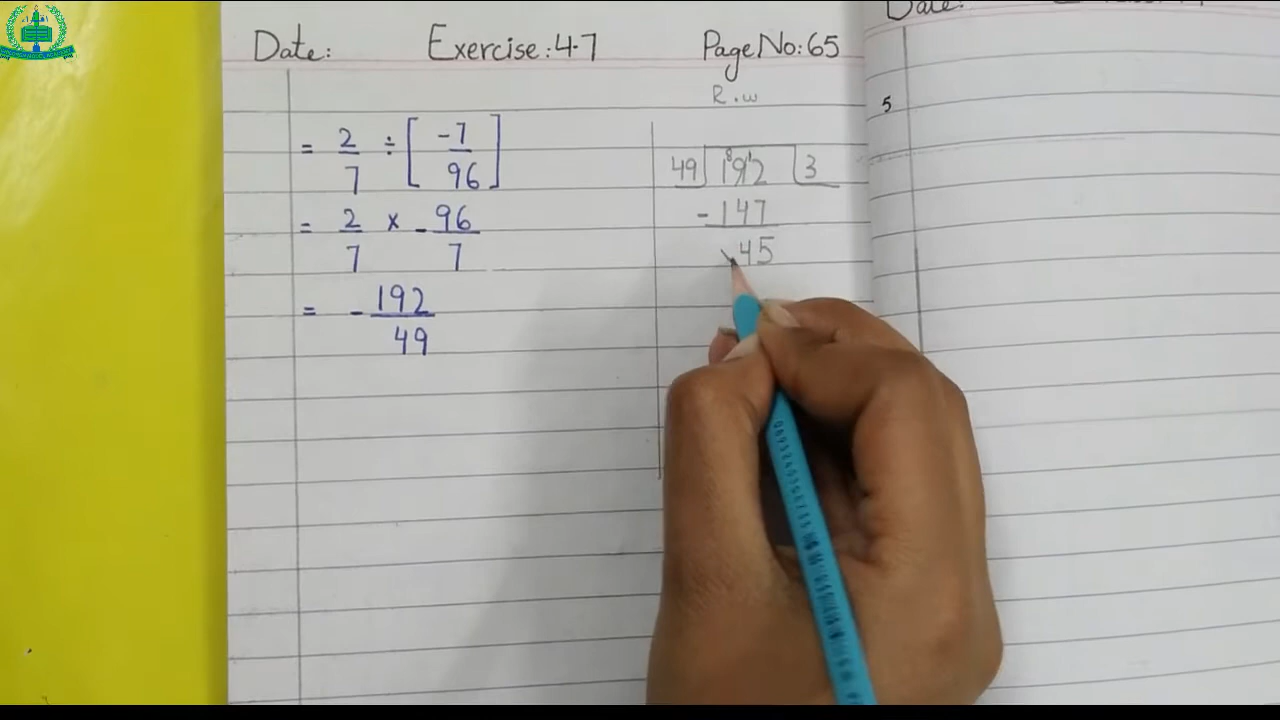 Date: Exercise:4.7 Page No:65
R.w
= 2/7 ÷ [-7/96]
= 2/7 x -96/7
= -192/49
49 192 3
-147
45
Date:
5